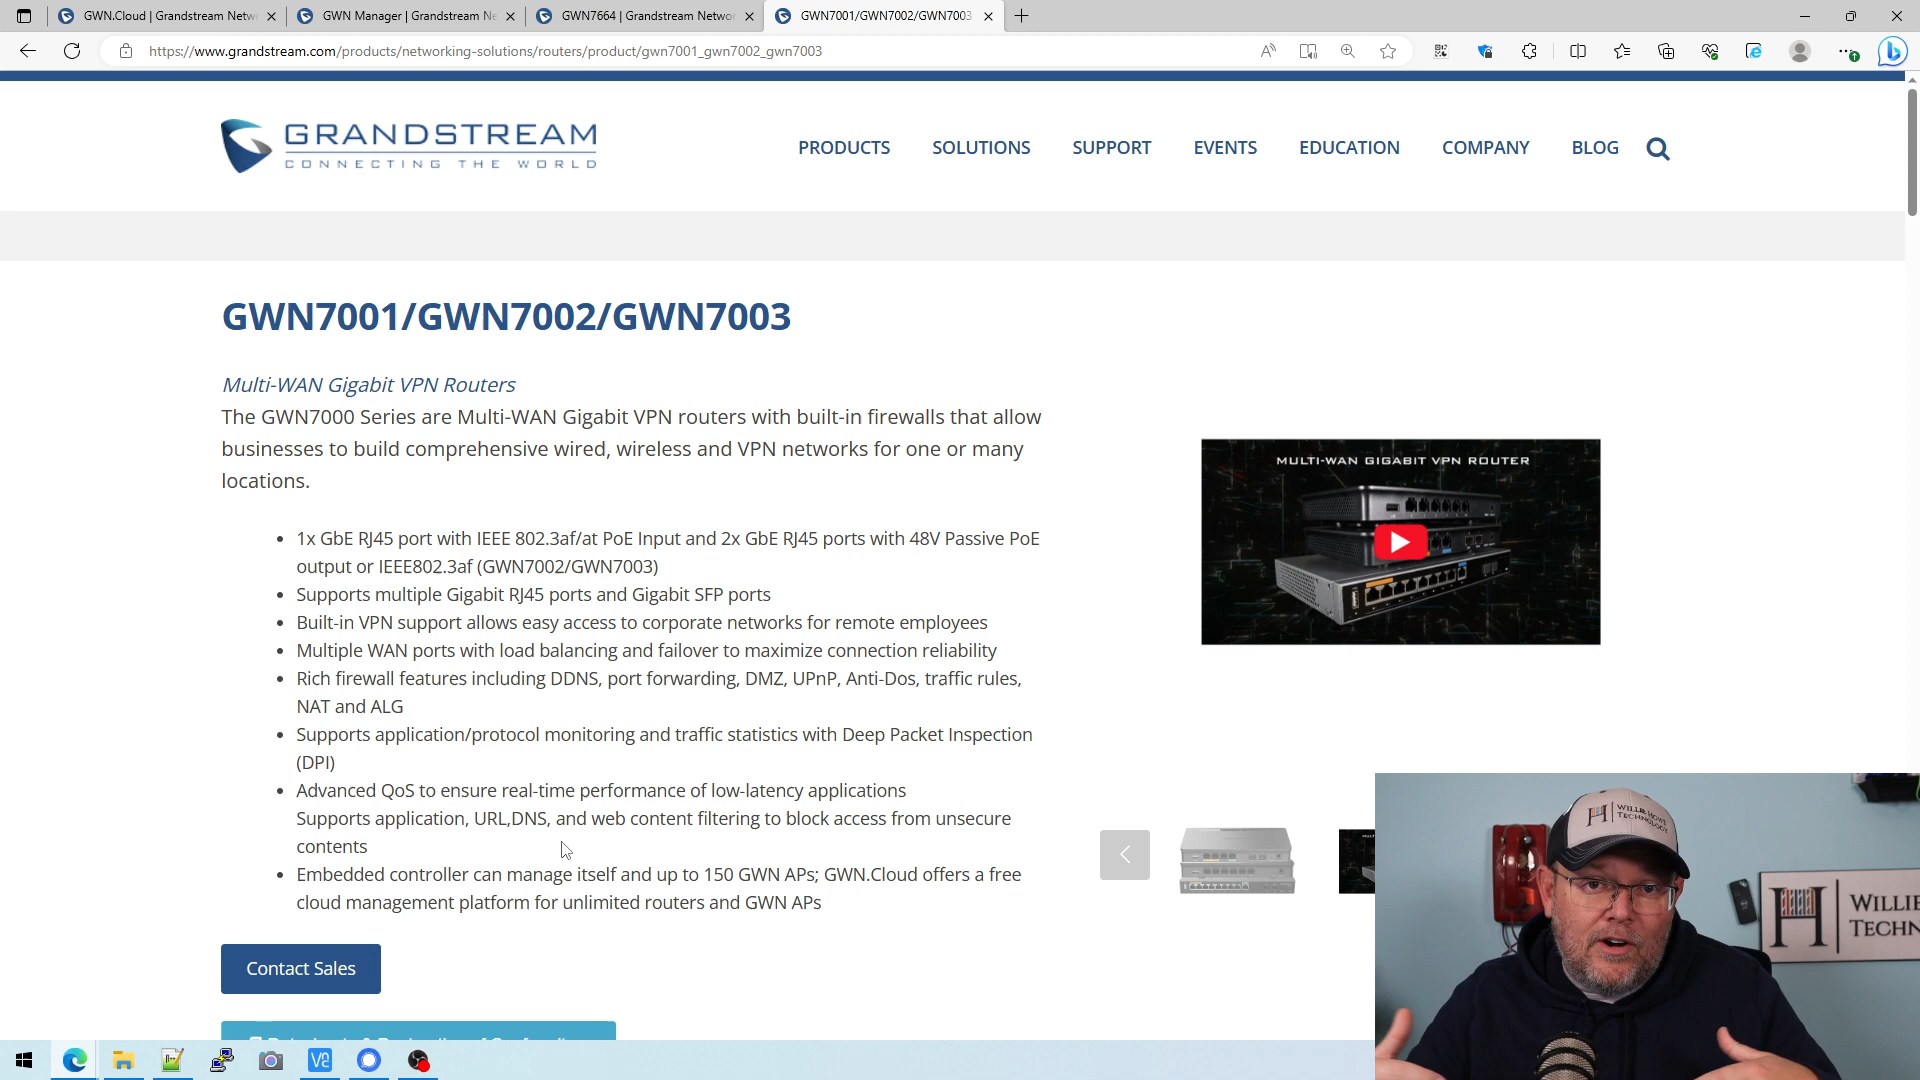 GWN.Cloud | Grandstream Netw
GWN Manager | Grandstream Ne
GWN7664 | Grandstream Networ
GWN7001/GWN7002/GWN7003
https://www.grandstream.com/products/networking-solutions/routers/product/gwn7001_gwn7002_gwn7003
GRANDSTREAM
CONNECTING THE WORLD
PRODUCTS
SOLUTIONS
SUPPORT
EVENTS
EDUCATION
COMPANY
BLOG
GWN7001/GWN7002/GWN7003
Multi-WAN Gigabit VPN Routers
The GWN7000 Series are Multi-WAN Gigabit VPN routers with built-in firewalls that allow
businesses to build comprehensive wired, wireless and VPN networks for one or many
locations.
• 1x GbE RJ45 port with IEEE 802.3af/at PoE Input and 2x GbE RJ45 ports with 48V Passive PoE
output or IEEE802.3af (GWN7002/GWN7003)
• Supports multiple Gigabit RJ45 ports and Gigabit SFP ports
• Built-in VPN support allows easy access to corporate networks for remote employees
• Multiple WAN ports with load balancing and failover to maximize connection reliability
• Rich firewall features including DDNS, port forwarding, DMZ, UPnP, Anti-Dos, traffic rules,
NAT and ALG
• Supports application/protocol monitoring and traffic statistics with Deep Packet Inspection
(DPI)
• Advanced QoS to ensure real-time performance of low-latency applications
Supports application, URL,DNS, and web content filtering to block access from unsecure
contents
• Embedded controller can manage itself and up to 150 GWN APs; GWN.Cloud offers a free
cloud management platform for unlimited routers and GWN APs
MULTI-WAN GIGABIT VPN ROUTER
Contact Sales
WILLIE HOWE
TECHNOLOGY
WILLIE
TECHN